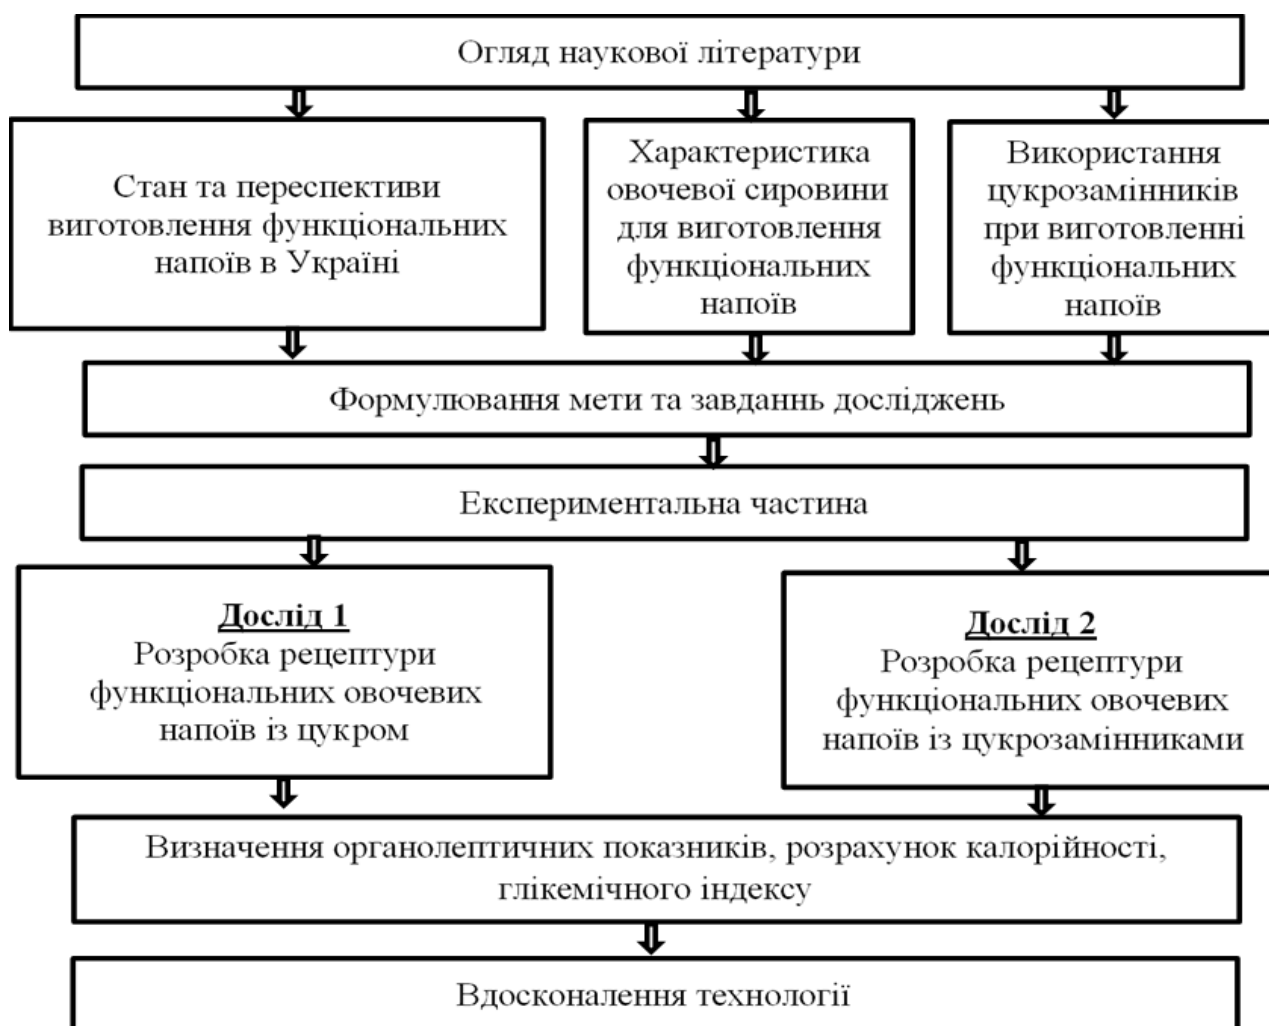 Огляд наукової літератури
Стан та переспективи
виготовлення функціональних
напоїв в Україні
Характеристика
овочевої сировини
для виготовлення
функціональних
напоїв
Використання
цукрозамінників
при виготовленні
функціональних
напоїв
Формулювання мети та завданнь досліджень
Експериментальна частина
Дослід 1
Розробка рецептури
функціональних овочевих
напоїв із цукром
Дослід 2
Розробка рецептури
функціональних овочевих
напоїв із цукрозамінниками
Визначення органолептичних показників, розрахунок калорійності,
глікемічного індексу
Вдосконалення технології